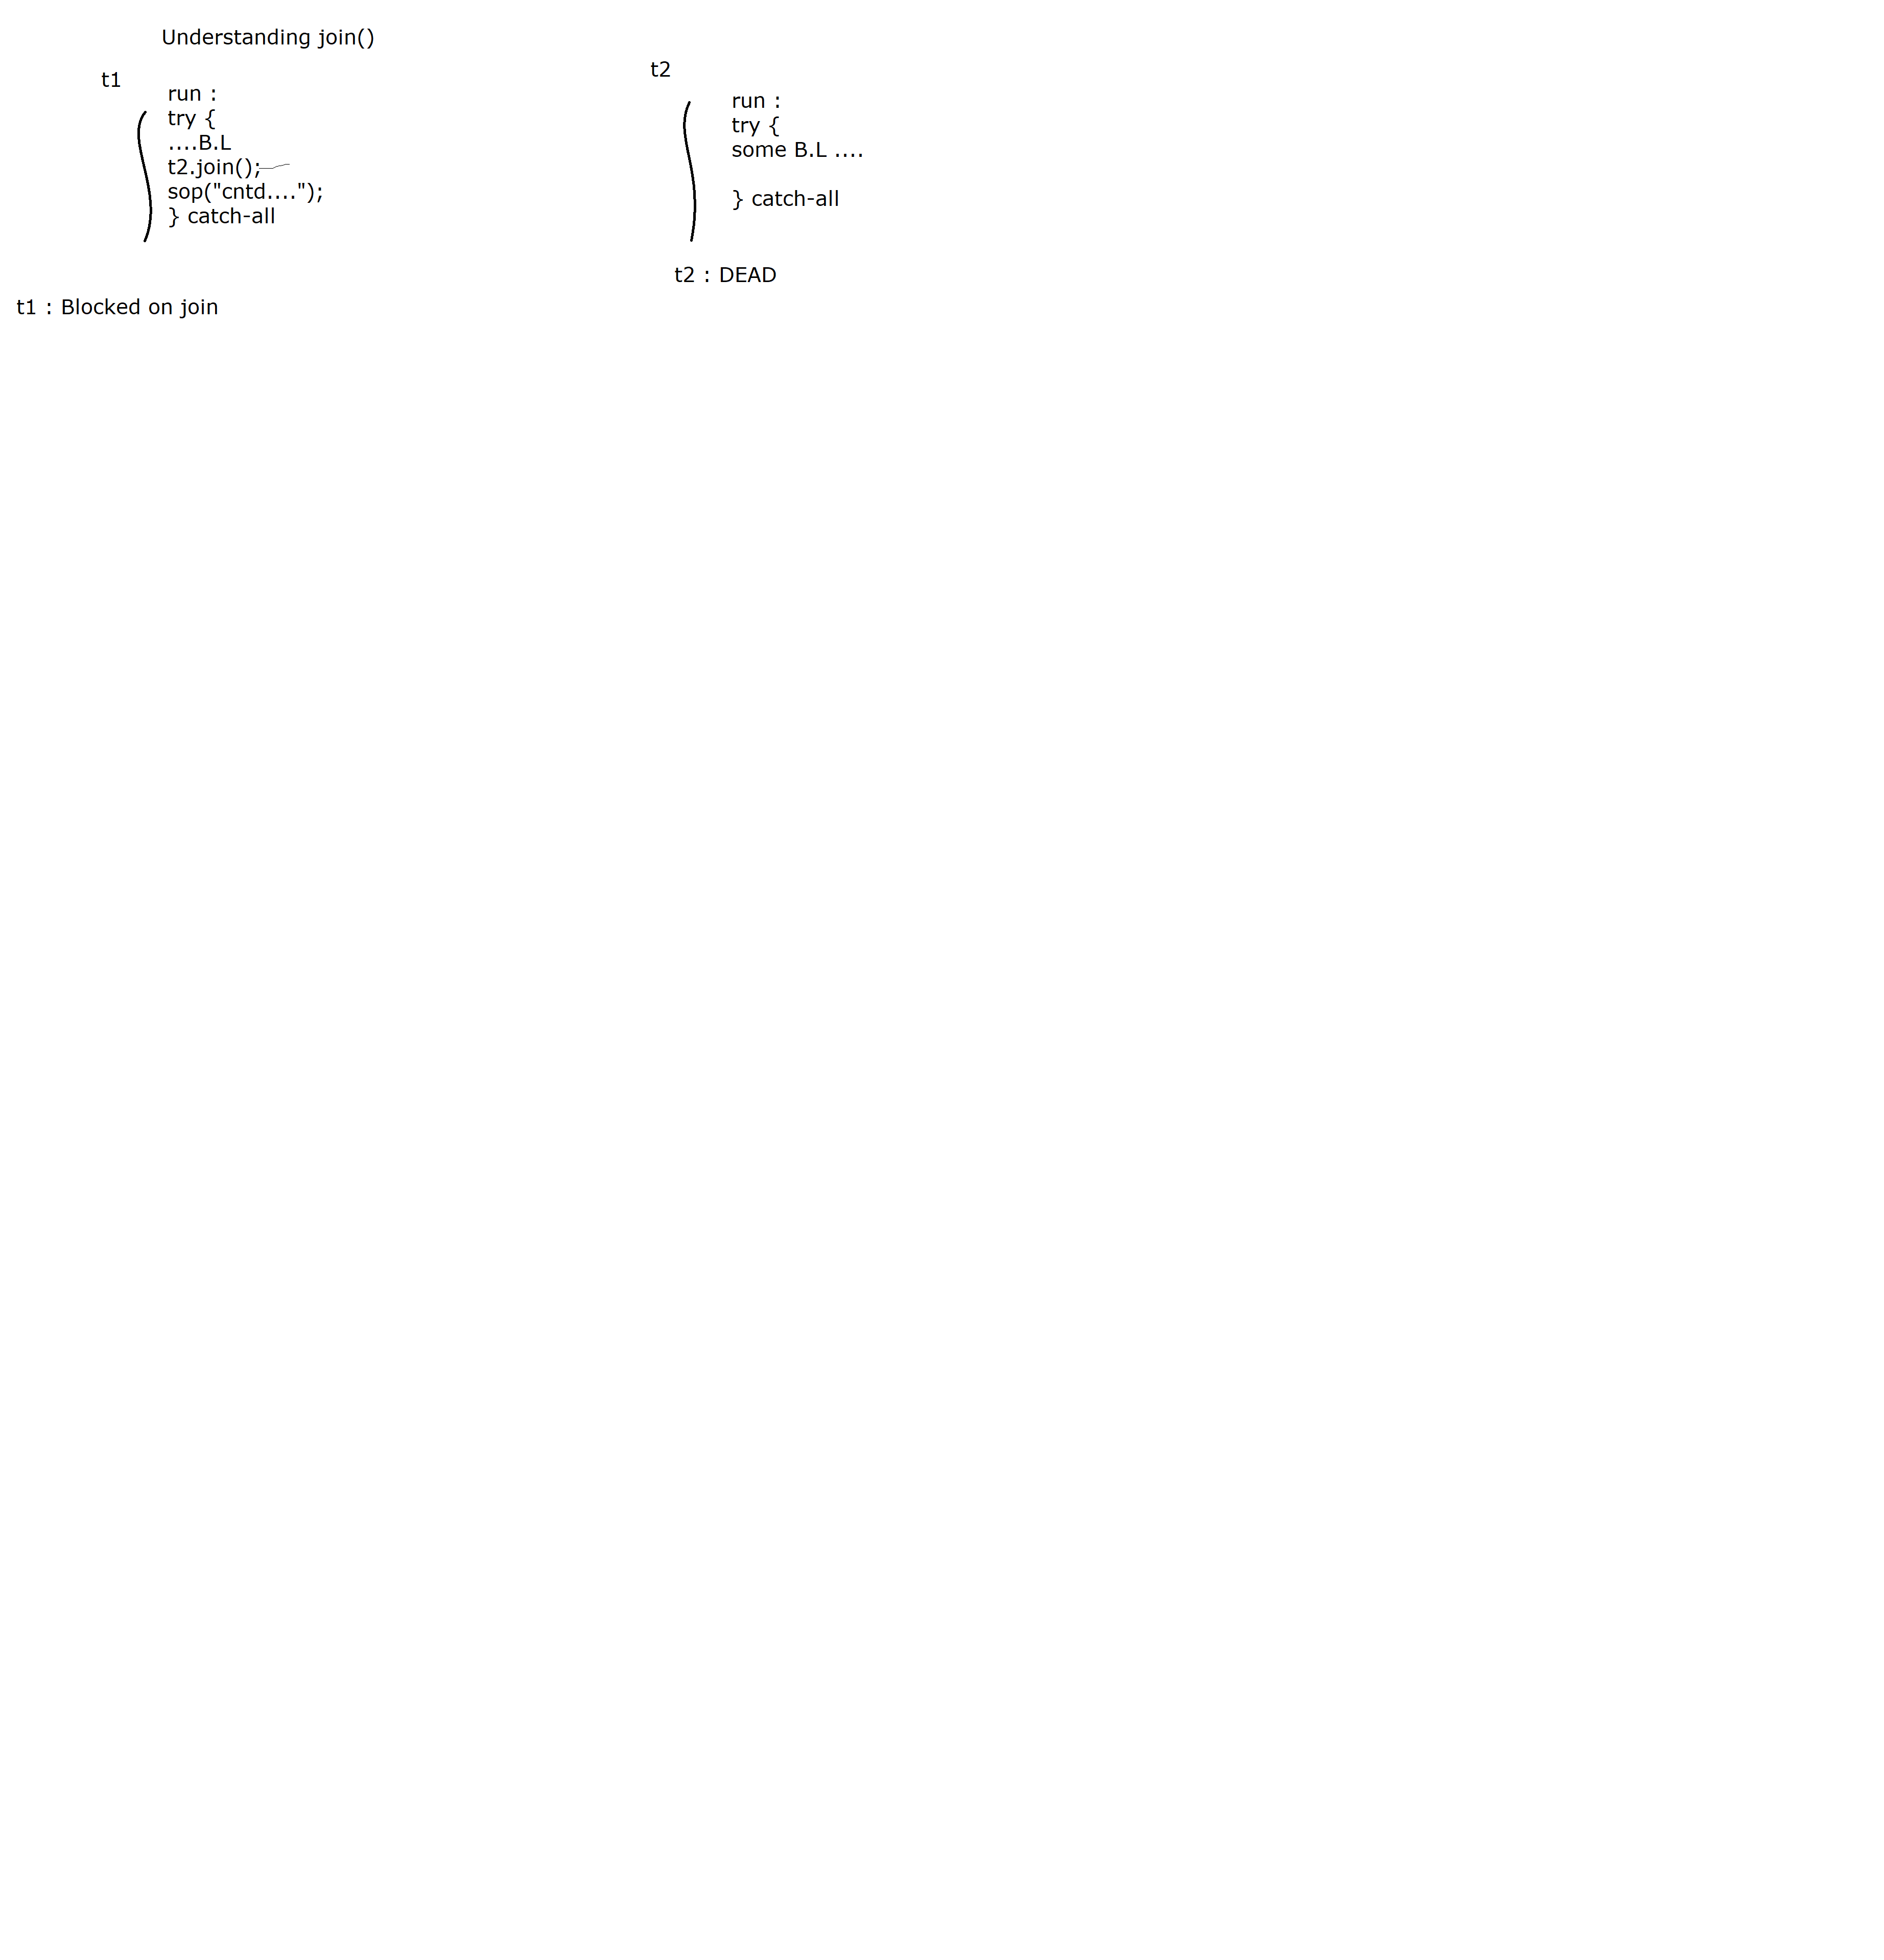 Understanding join()
t1
run :
try {
....B.L
t2.join();
sop("cntd....");
} catch-all
t1 : Blocked on join
t2
run :
try {
some B.L ....
} catch-all
t2 : DEAD